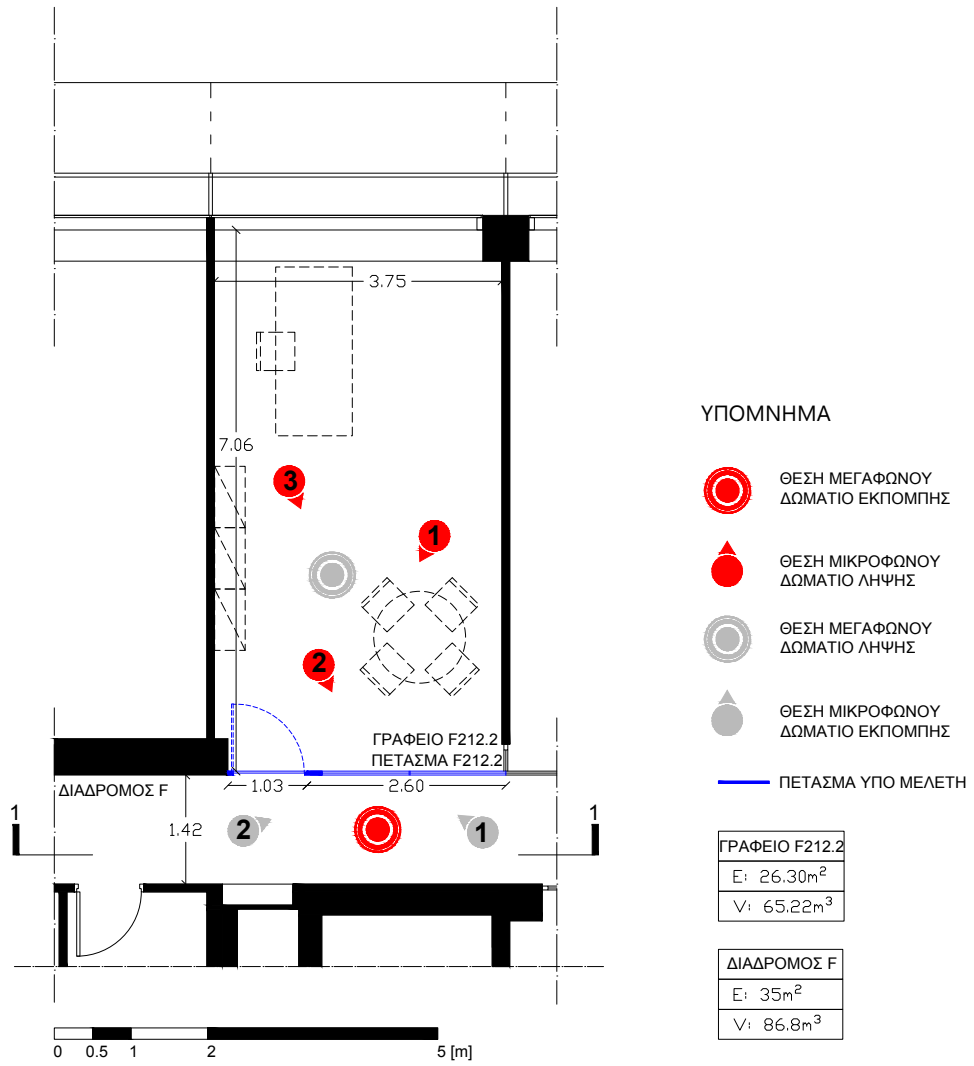 3.75
7.06
3
1
2
ΓΡΑΦΕΙΟ F212.2
ΠΕΤΑΣΜΑ F212.2
ΔΙΑΔΡΟΜΟΣ F
1.03
2.60
1
1
1.42
2
1
0 0.5 1 2 5 [m]
ΥΠΟΜΝΗΜΑ
ΘΕΣΗ ΜΕΓΑΦΩΝΟΥ
ΔΩΜΑΤΙΟ ΕΚΠΟΜΠΗΣ
ΘΕΣΗ ΜΙΚΡΟΦΩΝΟΥ
ΔΩΜΑΤΙΟ ΛΗΨΗΣ
ΘΕΣΗ ΜΕΓΑΦΩΝΟΥ
ΔΩΜΑΤΙΟ ΛΗΨΗΣ
ΘΕΣΗ ΜΙΚΡΟΦΩΝΟΥ
ΔΩΜΑΤΙΟ ΕΚΠΟΜΠΗΣ
ΠΕΤΑΣΜΑ ΥΠΟ ΜΕΛΕΤΗ
ΓΡΑΦΕΙΟ F212.2
E: 26.30m²
V: 65.22m³
ΔΙΑΔΡΟΜΟΣ F
E: 35m²
V: 86.8m³